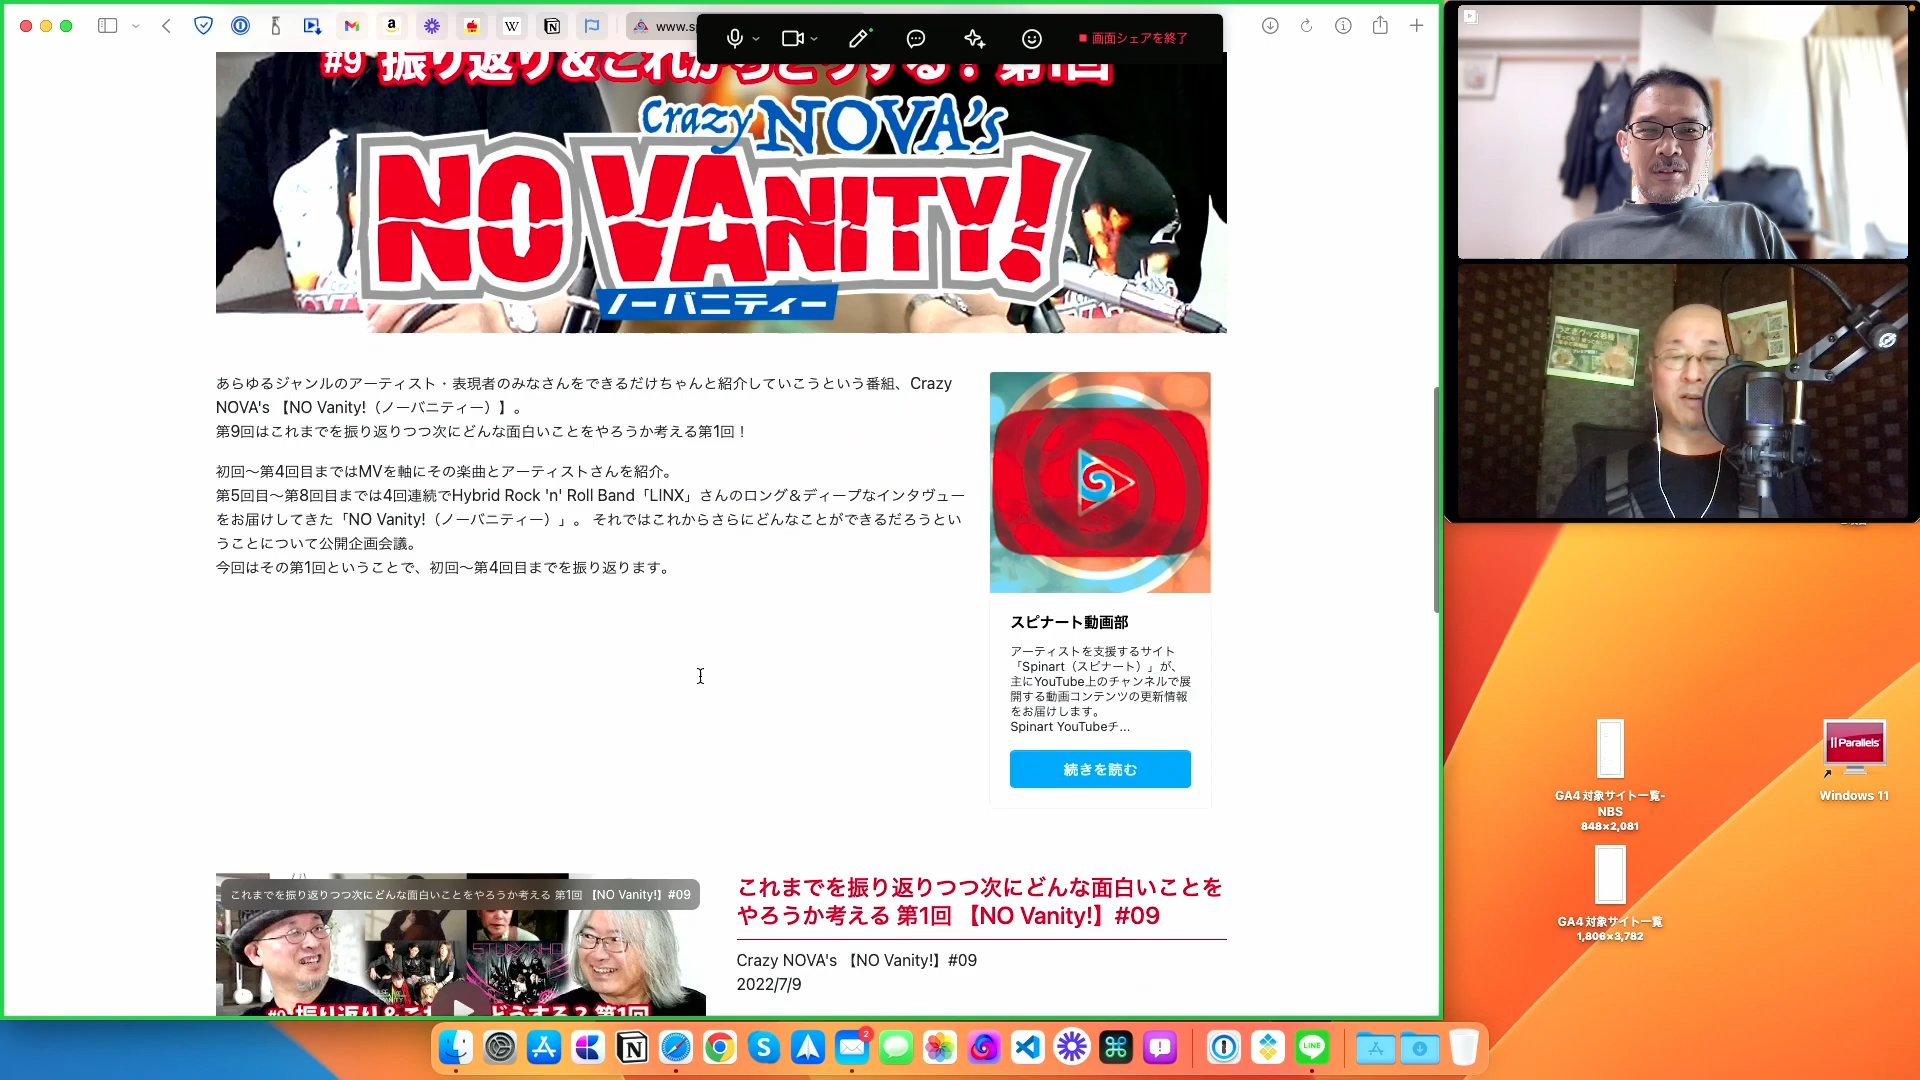 www.s
画面シェアを終了
#9 振り返り＆これからどうする？ 第1回
Crazy NOVA's
NO VANITY!
ノーバニティー
あらゆるジャンルのアーティスト・表現者のみなさんをできるだけちゃんと紹介していこうという番組、Crazy
NOVA's 【NO Vanity!（ノーバニティー）】。
第9回はこれまでを振り返りつつ次にどんな面白いことをやろうか考える第1回！
初回〜第4回目まではMVを軸にその楽曲とアーティストさんを紹介。
第5回目〜第8回目までは4回連続でHybrid Rock 'n' Roll Band「LINX」さんのロング＆ディープなインタヴュー
をお届けしてきた「NO Vanity!（ノーバニティー）」。 それではこれからさらにどんなことができるだろうとい
うことについて公開企画会議。
今回はその第1回ということで、初回〜第4回目までを振り返ります。
スピナート動画部
アーティストを支援するサイト
「Spinart（スピナート）」が、
主にYouTube上のチャンネルで展
開する動画コンテンツの更新情報
をお届けします。
Spinart YouTubeチ...
続きを読む
これまでを振り返りつつ次にどんな面白いことをやろうか考える 第1回 【NO Vanity!】#09
これまでを振り返りつつ次にどんな面白いことを
やろうか考える 第1回 【NO Vanity!】#09
Crazy NOVA's 【NO Vanity!】#09
2022/7/9
うさぎグッズ名鑑
GA4 対象サイト一覧-
NBS
848×2,081
Parallels
Windows 11
GA4 対象サイト一覧
1,806×3,782
2
LINE